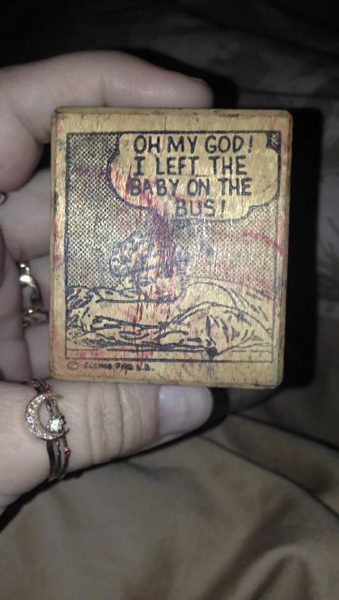 OH MY GOD!
I LEFT THE
BABY ON THE
BUS!
©